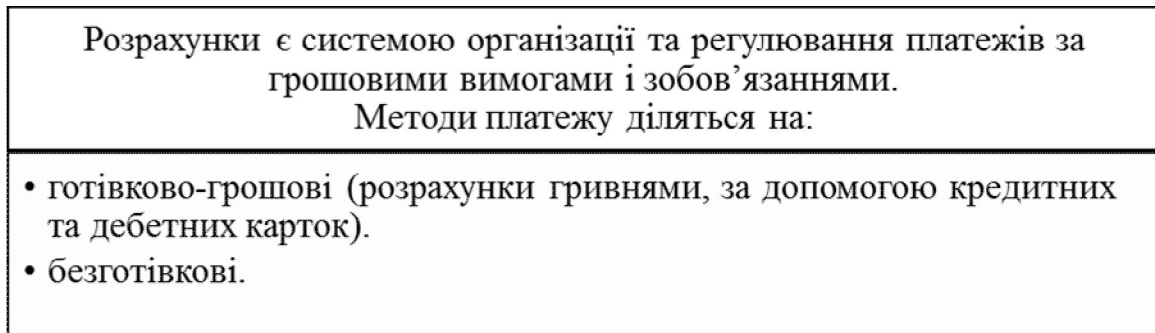 Розрахунки є системою організації та регулювання платежів за
грошовими вимогами і зобов’язаннями.
Методи платежу діляться на:
• готівково-грошові (розрахунки гривнями, за допомогою кредитних
та дебетних карток).
• безготівкові.